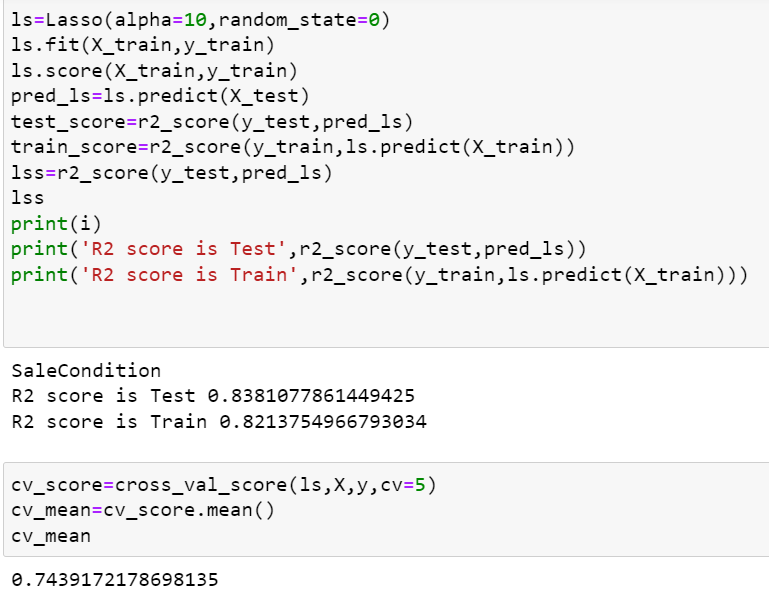 ls=Lasso(alpha=10,random_state=0)
ls.fit(X_train,y_train)
ls.score(X_train,y_train)
pred_ls=ls.predict(X_test)
test_score=r2_score(y_test,pred_ls)
train_score=r2_score(y_train,ls.predict(X_train))
lss=r2_score(y_test,pred_ls)
lss
print(i)
print('R2 score is Test',r2_score(y_test,pred_ls))
print('R2 score is Train',r2_score(y_train,ls.predict(X_train)))
SaleCondition
R2 score is Test 0.8381077861449425
R2 score is Train 0.8213754966793034
cv_score=cross_val_score(ls,X,y,cv=5)
cv_mean=cv_score.mean()
cv_mean
0.7439172178698135